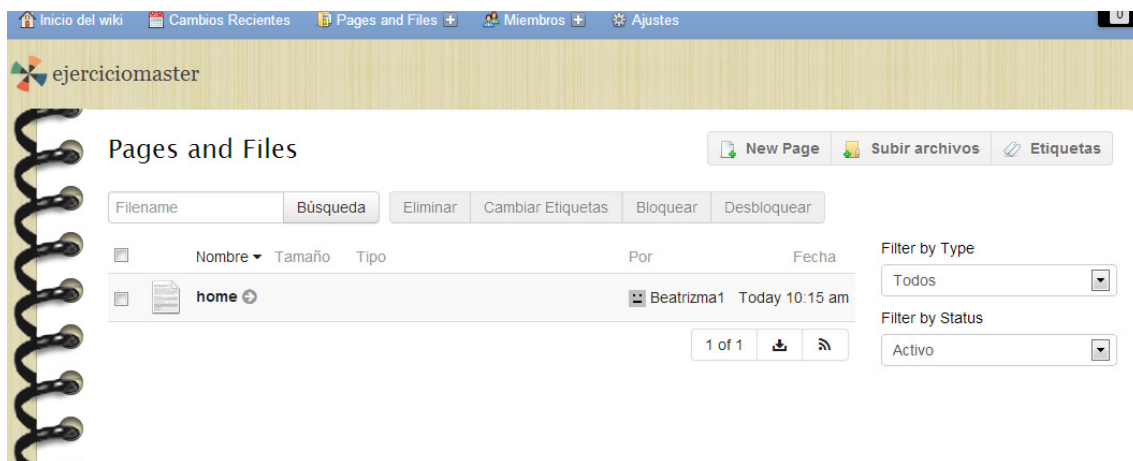 Inicio del wiki Cambios Recientes Pages and Files Miembros Ajustes 0
ejerciciomaster
Pages and Files New Page Subir archivos Etiquetas
Filename Búsqueda Eliminar Cambiar Etiquetas Bloquear Desbloquear
Nombre Tamaño Tipo Por Fecha
home Beatrizma1 Today 10:15 am
1 of 1
Filter by Type
Todos
Filter by Status
Activo